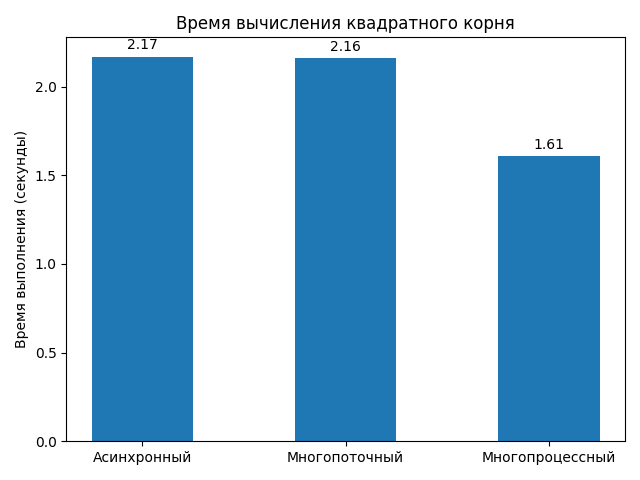 Время вычисления квадратного корня
2.17
2.16
1.61
Время выполнения (секунды)
2.0
1.5
1.0
0.5
0.0
Асинхронный
Многопоточный
Многопроцессный